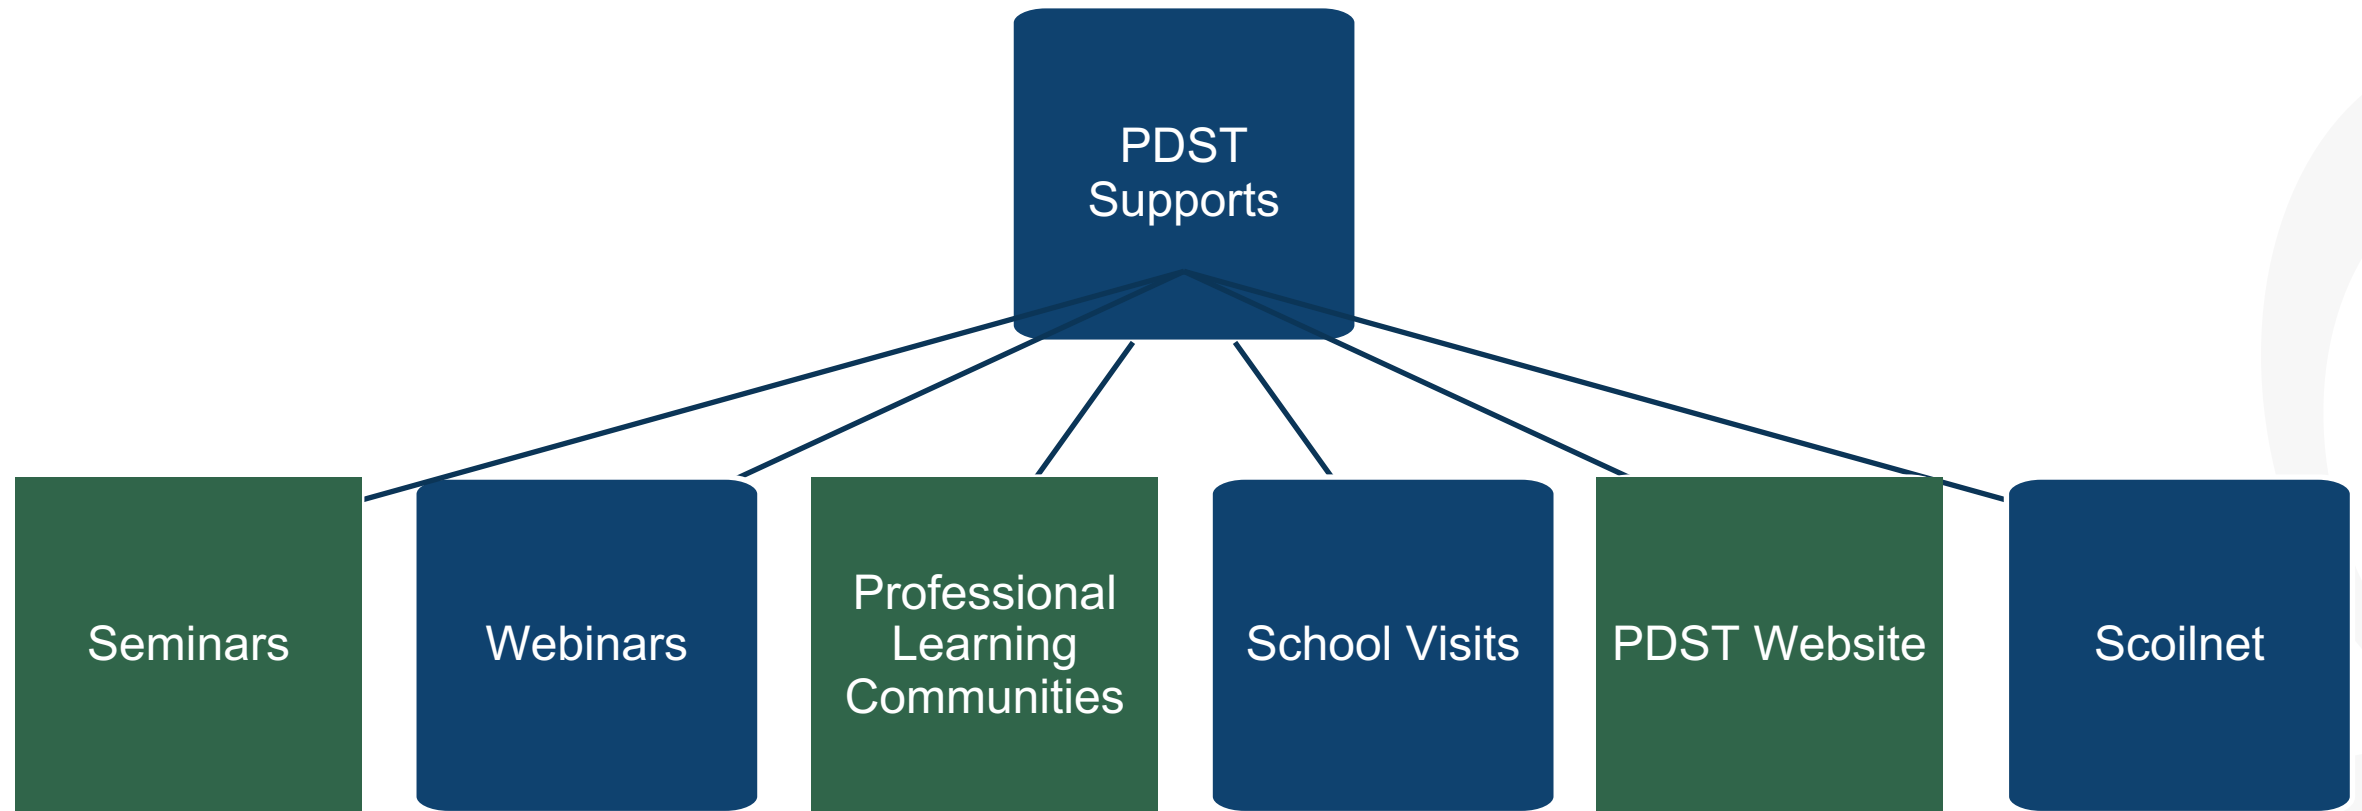 PDST
Supports
Seminars
Webinars
Professional
Learning
Communities
School Visits
PDST Website
Scoilnet